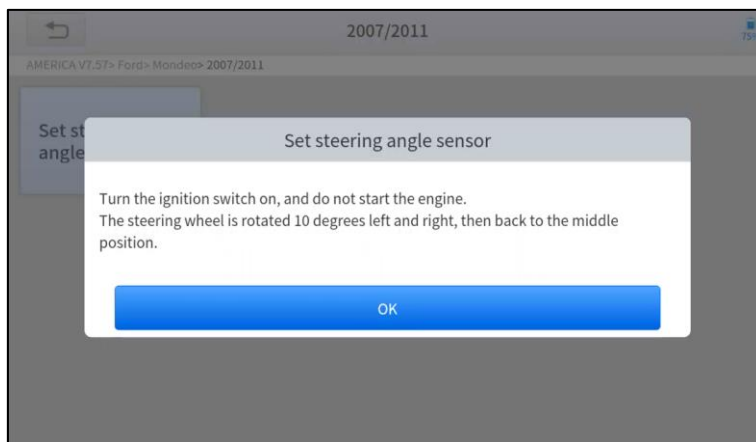 2007/2011
75%
AMERICA V7.57> Ford> Mondeo> 2007/2011
Set st
angle
Set steering angle sensor
Turn the ignition switch on, and do not start the engine.
The steering wheel is rotated 10 degrees left and right, then back to the middle
position.
OK